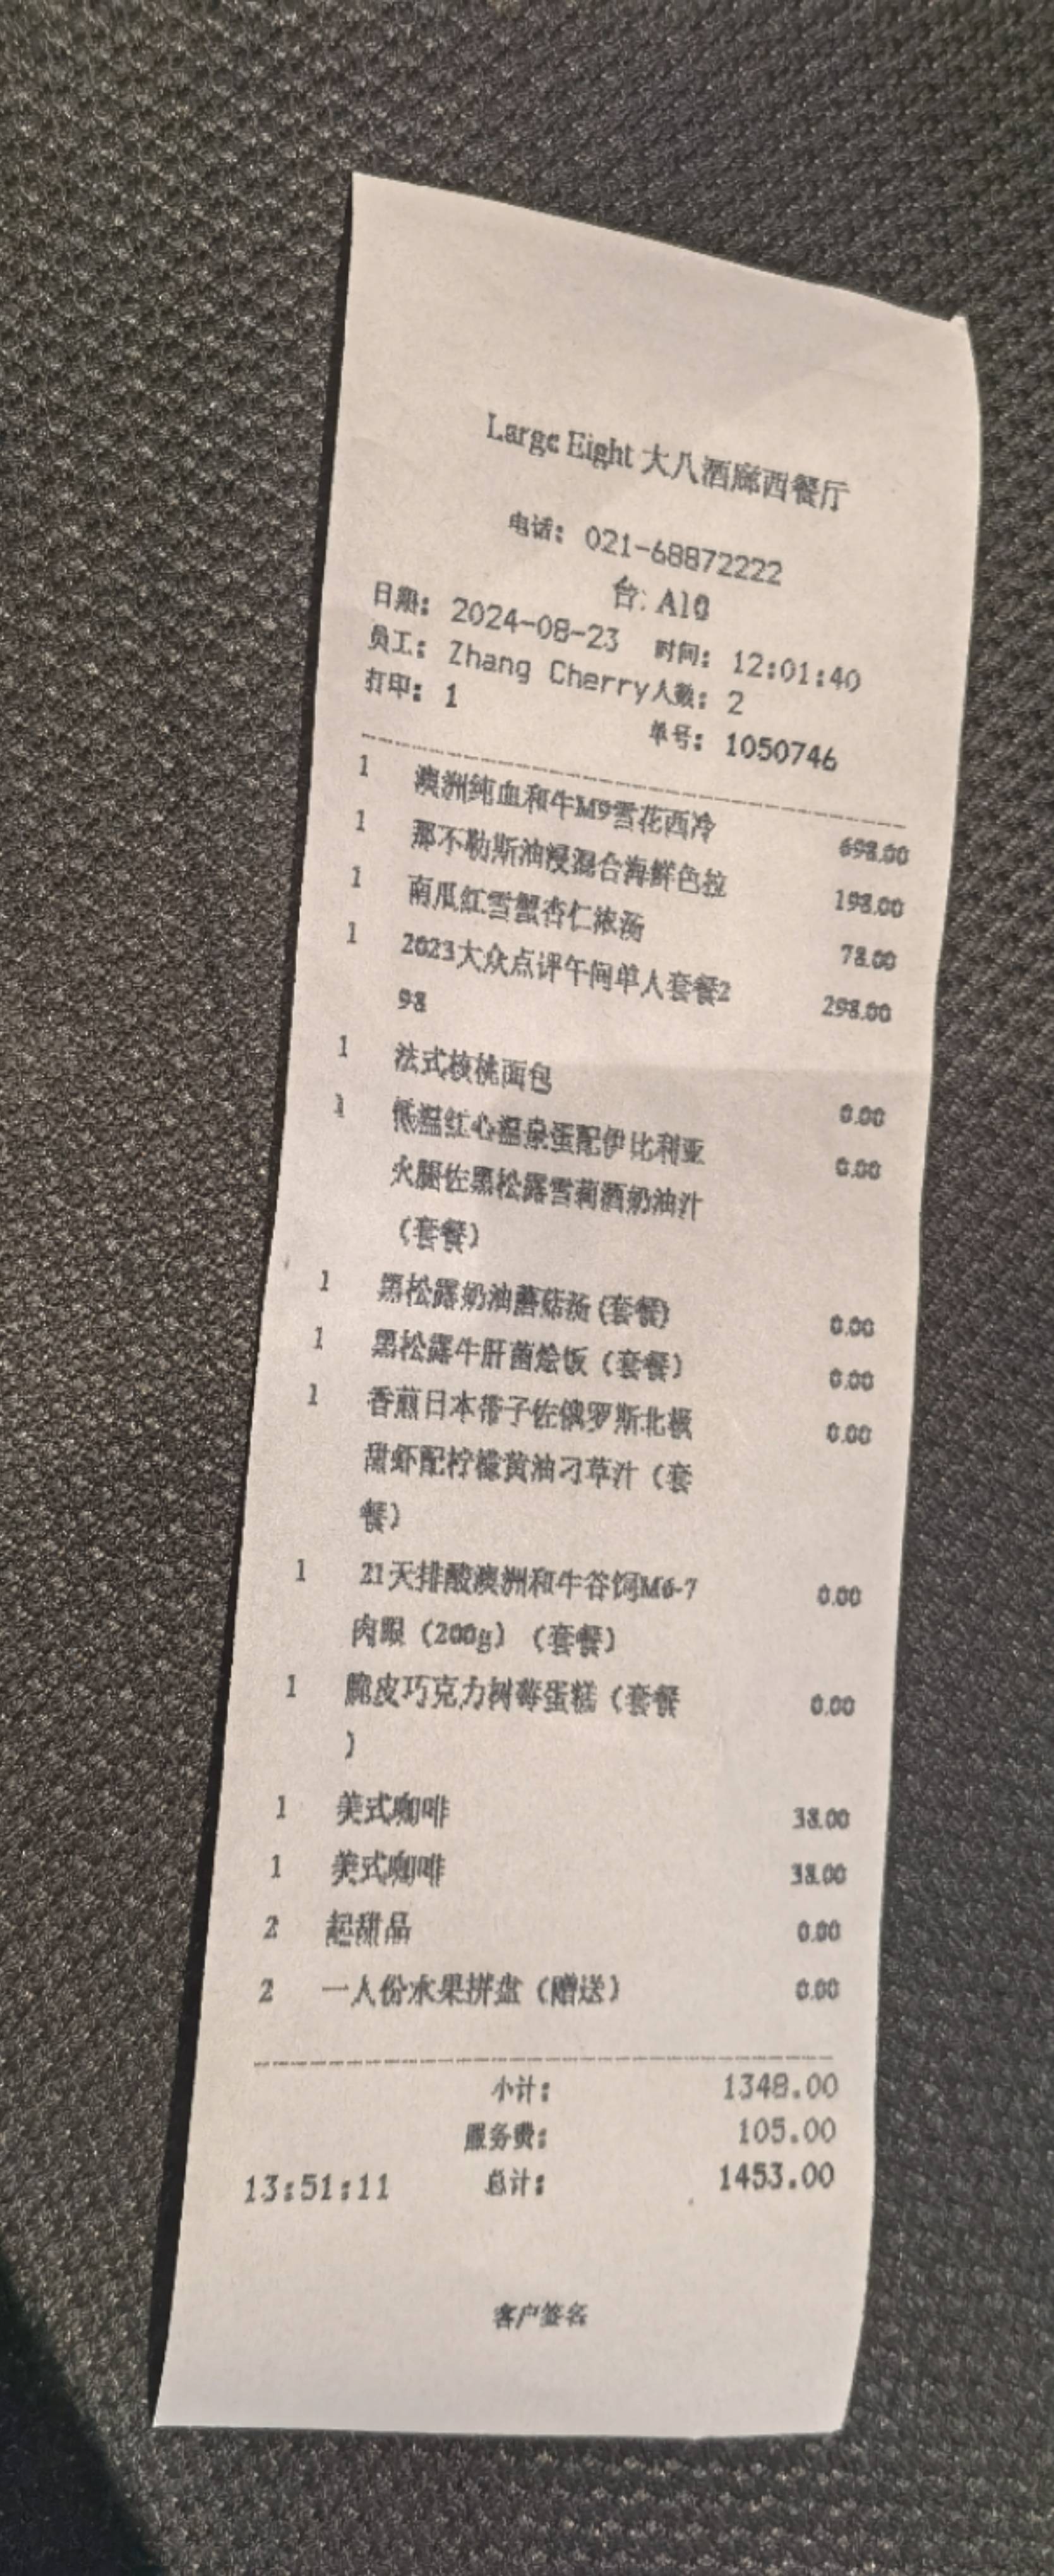 Large Eight 大八酒廊西餐厅
电话: 021-68872222
台: A10
日期: 2024-08-23 时间: 12:01:40
员工: Zhang Cherry人数: 2
打印: 1 单号: 1050746
1 澳洲纯血和牛M9雪花西冷 698.00
1 那不勒斯油浸混合海鲜色拉 198.00
1 南瓜红雪蟹杏仁浓汤 78.00
1 2023大众点评午间单人套餐2 298.00
98
1 法式核桃面包 0.00
1 低温红心温泉蛋配伊比利亚 0.00
火腿佐黑松露雪莉酒奶油汁
（套餐）
1 黑松露奶油蘑菇汤(套餐) 0.00
1 黑松露牛肝菌烩饭（套餐） 0.00
1 香煎日本带子佐俄罗斯北极 0.00
甜虾配柠檬黄油刁草汁（套
餐）
1 21天排酸澳洲和牛谷饲M6-7 0.00
肉眼（200g）（套餐）
1 脆皮巧克力树莓蛋糕（套餐 0.00
）
1 美式咖啡 38.00
1 美式咖啡 38.00
2 起甜品 0.00
2 一人份水果拼盘（赠送） 0.00
小计: 1348.00
服务费: 105.00
13:51:11 总计: 1453.00
客户签名